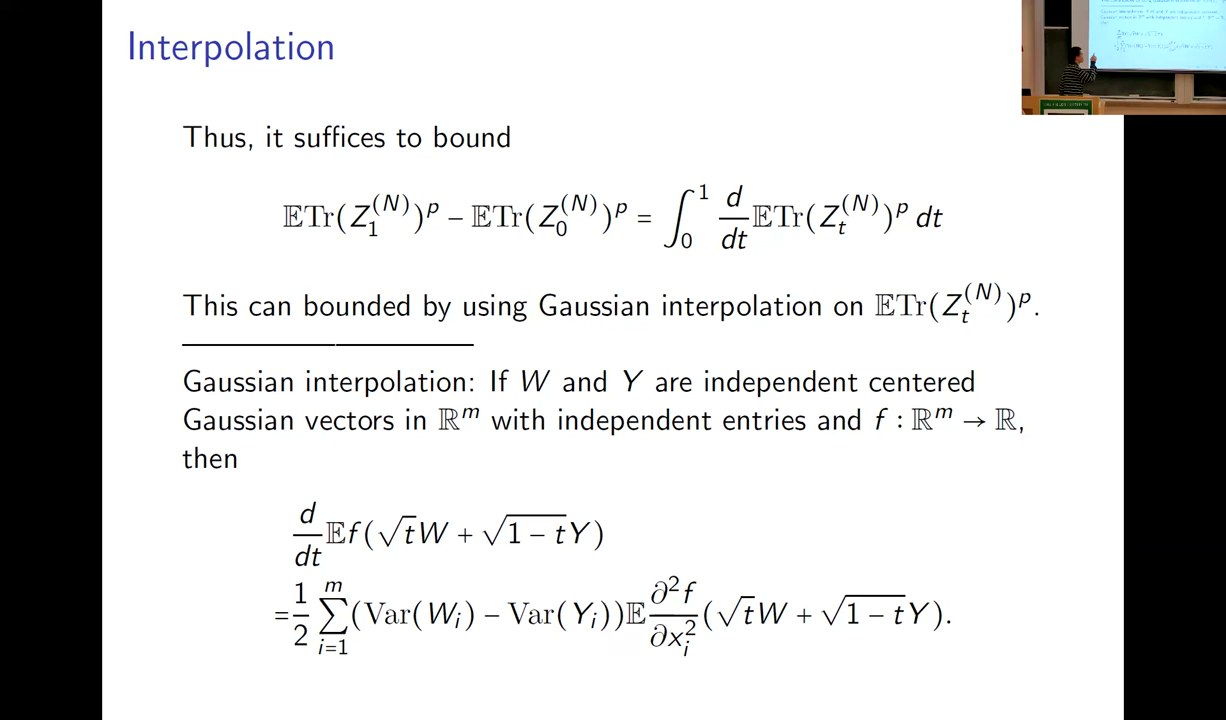 Interpolation
Thus, it suffices to bound
𝔼Tr(Z₁^(N))^p − 𝔼Tr(Z₀^(N))^p = ∫₀¹ d/dt 𝔼Tr(Z_t^(N))^p dt
This can bounded by using Gaussian interpolation on 𝔼Tr(Z_t^(N))^p.
Gaussian interpolation: If W and Y are independent centered
Gaussian vectors in ℝ^m with independent entries and f : ℝ^m → ℝ,
then
d/dt 𝔼f(√t W + √(1 − t) Y)
= 1/2 ∑_{i=1}^m (Var(W_i) − Var(Y_i))𝔼 ∂²f/∂x_i² (√t W + √(1 − t) Y).